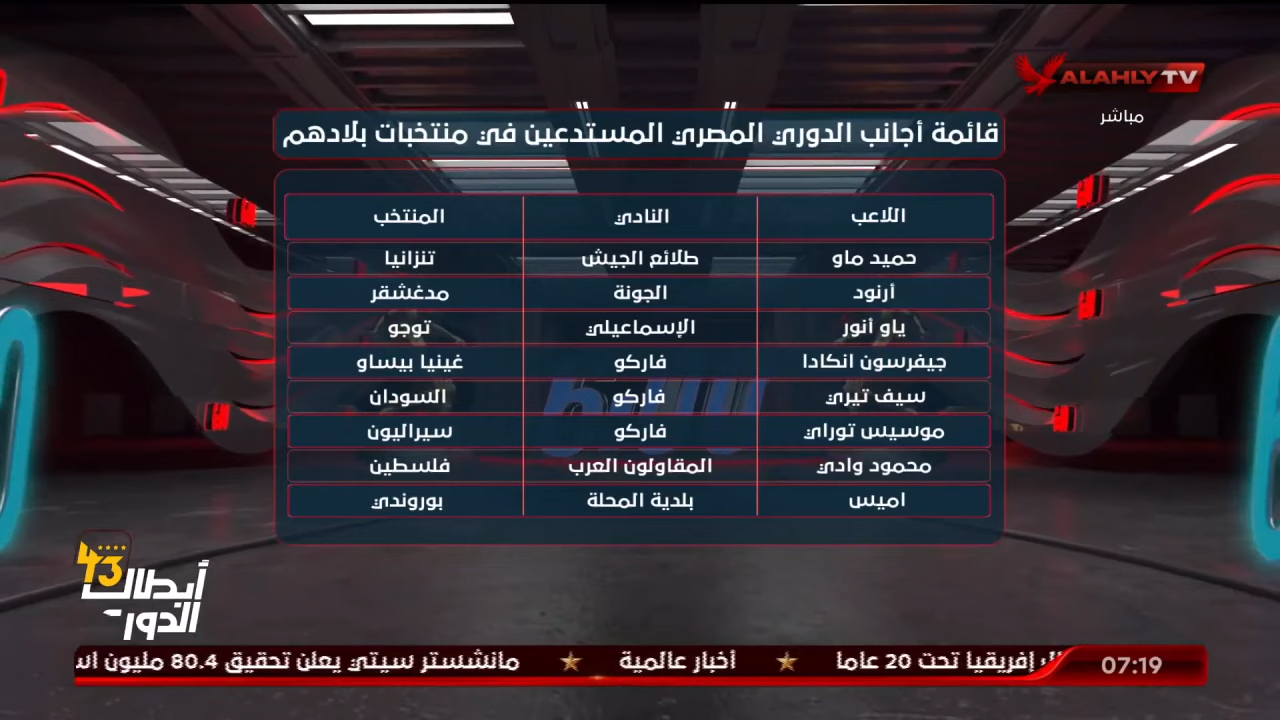 ALAHLY TV
مباشر
قائمة أجانب الدوري المصري المستدعين في منتخبات بلادهم
اللاعب النادي المنتخب
حميد ماو طلائع الجيش تنزانيا
أرنود الجونة مدغشقر
ياو أنور الإسماعيلي توجو
جيفرسون انكادا فاركو غينيا بيساو
سيف تيري فاركو السودان
موسيس توراي فاركو سيراليون
محمود وادي المقاولون العرب فلسطين
اميس بلدية المحلة بوروندي
43
أبطال
الدوري
07:19
إفريقيا تحت 20 عاما ★ أخبار عالمية ★ مانشستر سيتي يعلن تحقيق 80.4 مليون